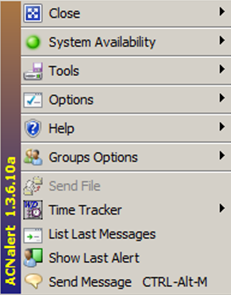 Close
System Availability
Tools
Options
Help
Groups Options
Send File
Time Tracker
List Last Messages
Show Last Alert
Send Message CTRL-Alt-M
ACNalert 1.3.6.10a